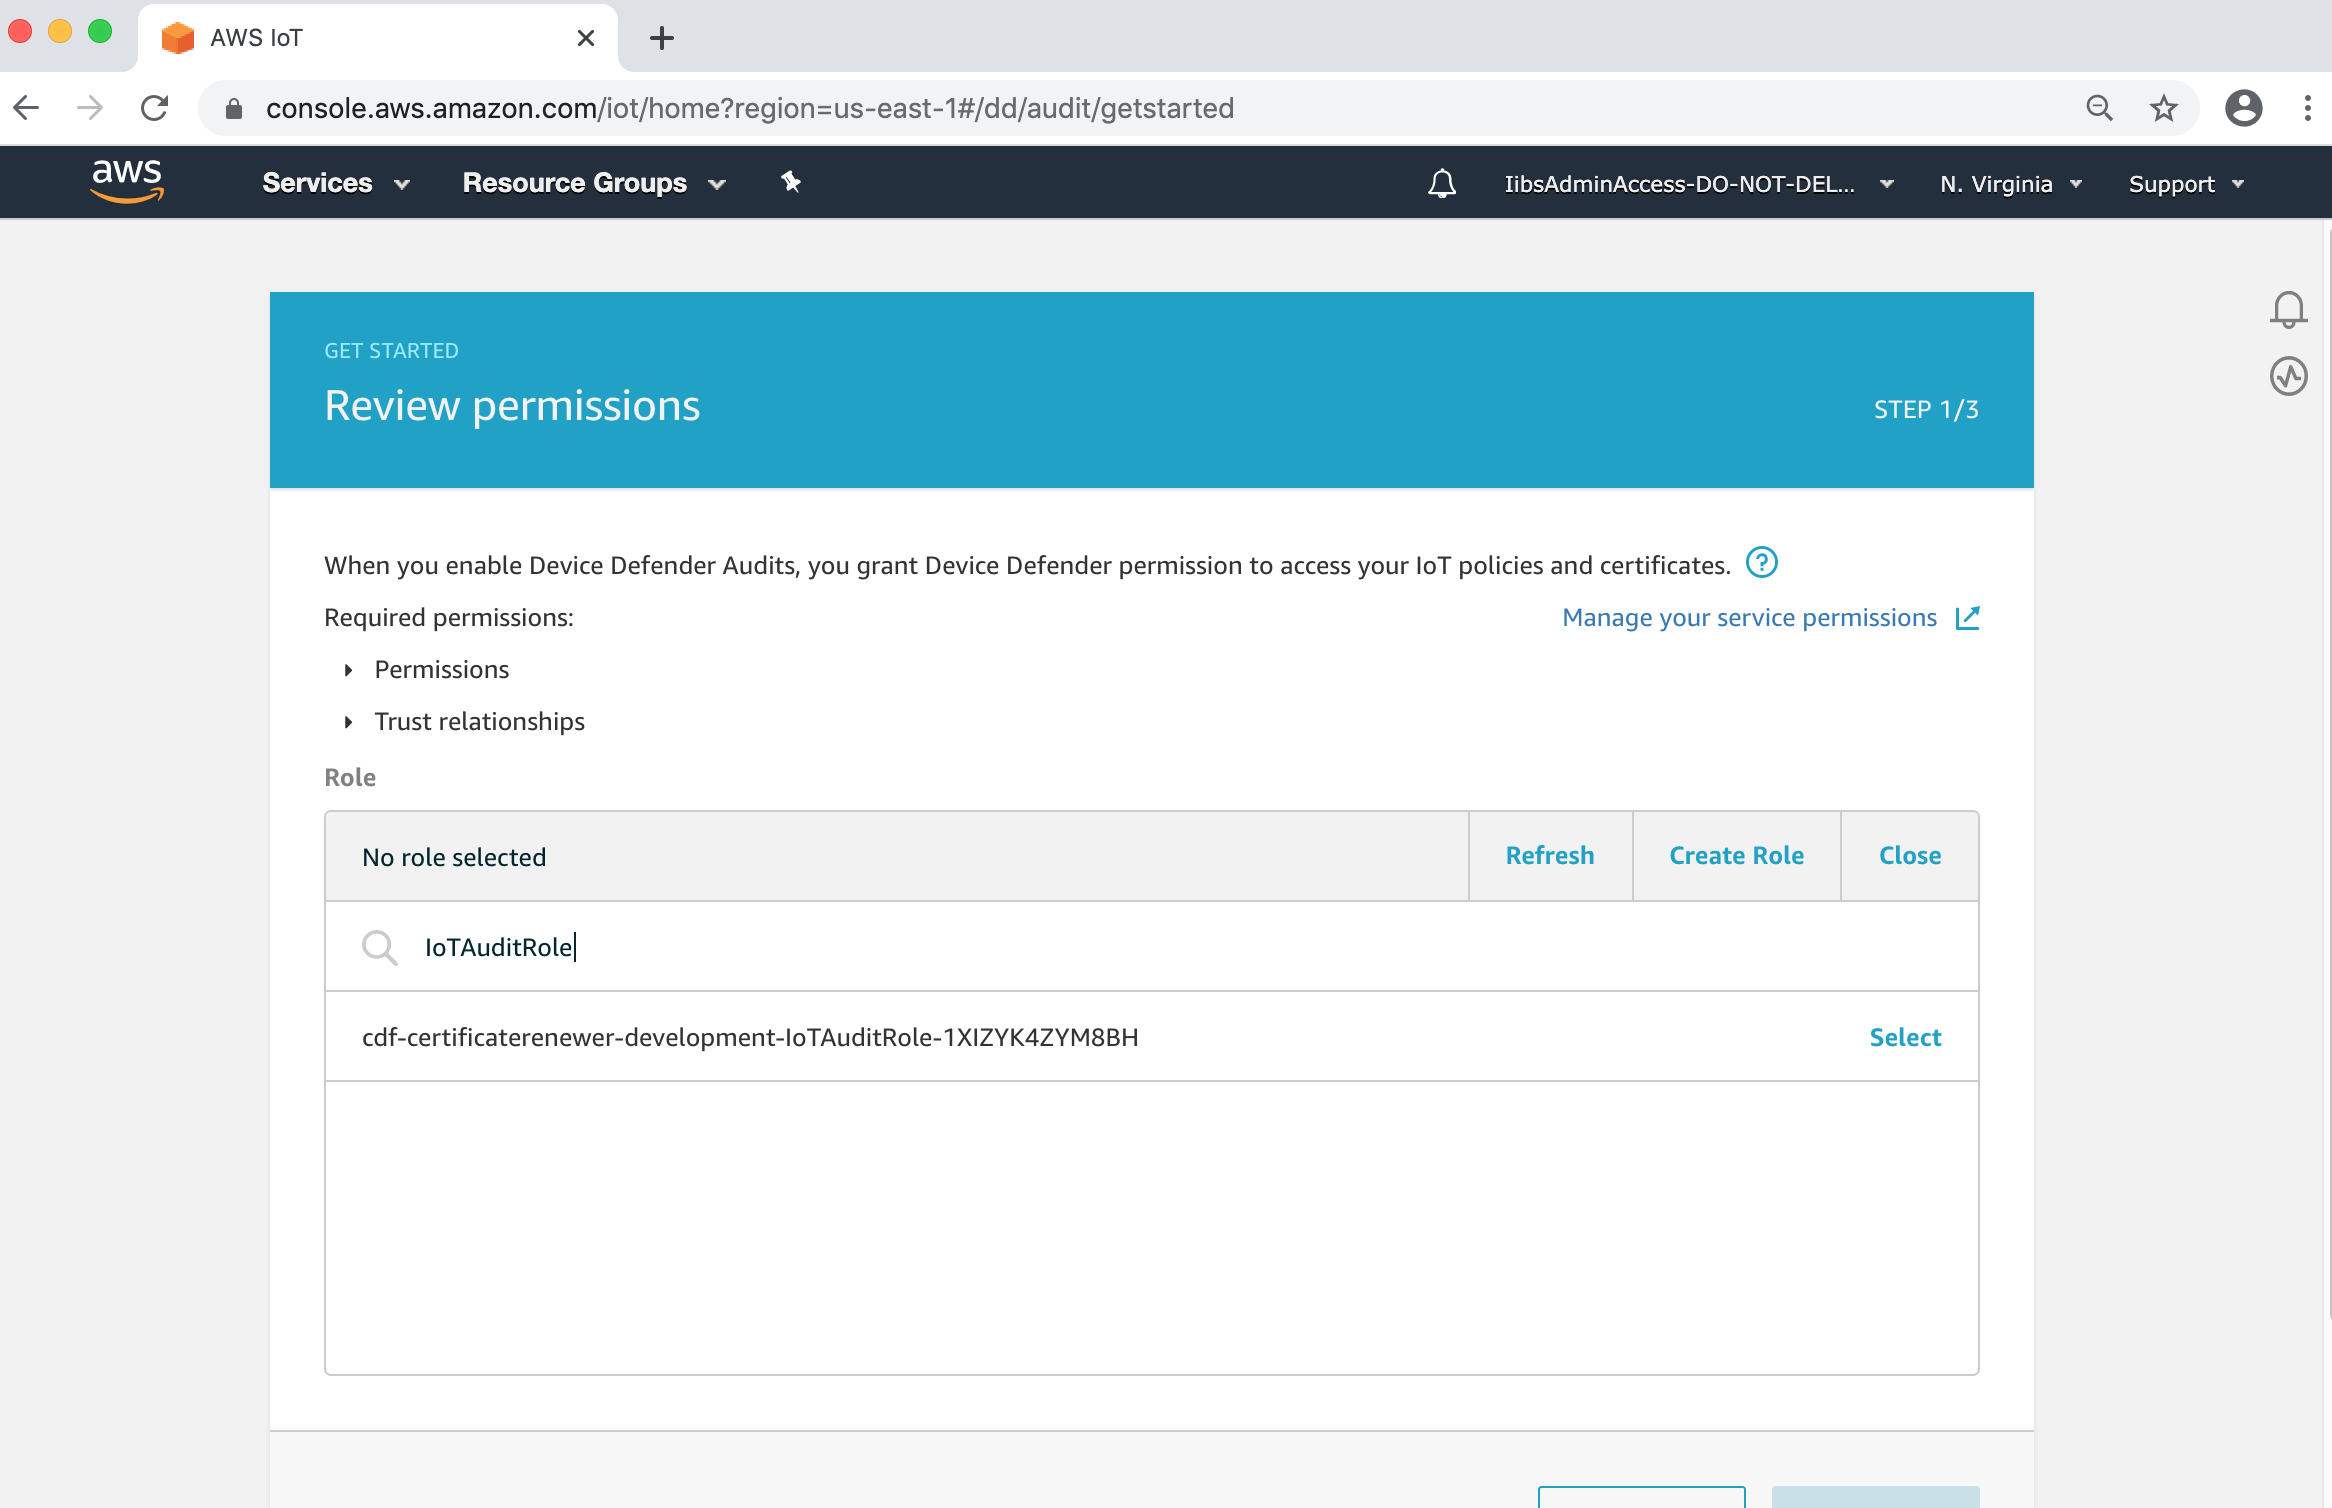 AWS IoT
console.aws.amazon.com/iot/home?region=us-east-1#/dd/audit/getstarted
aws Services Resource Groups IibsAdminAccess-DO-NOT-DEL... N. Virginia Support
GET STARTED
Review permissions
STEP 1/3
When you enable Device Defender Audits, you grant Device Defender permission to access your IoT policies and certificates. ?
Required permissions: Manage your service permissions
Permissions
Trust relationships
Role
No role selected Refresh Create Role Close
IoTAuditRole
cdf-certificaterenewer-development-IoTAuditRole-1XIZYK4ZYM8BH Select